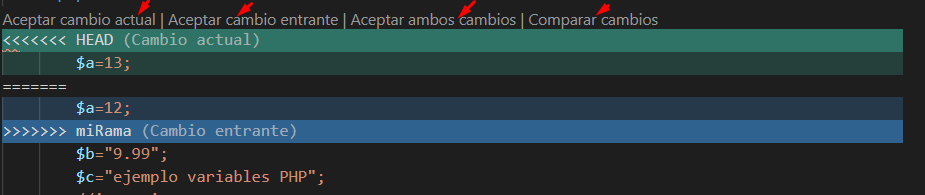 Aceptar cambio actual | Aceptar cambio entrante | Aceptar ambos cambios | Comparar cambios
<<<<<<< HEAD (Cambio actual)
$a=13;
=======
$a=12;
>>>>>>> miRama (Cambio entrante)
$b="9.99";
$c="ejemplo variables PHP";